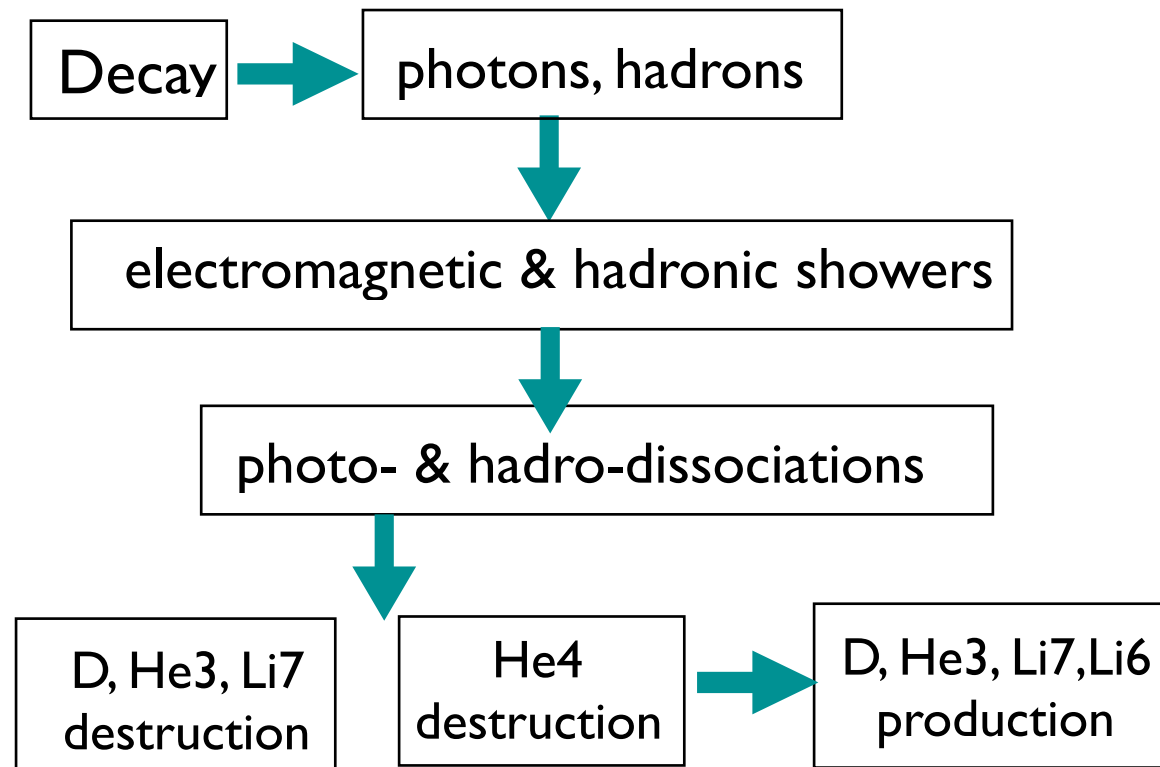 Decay
photons, hadrons
electromagnetic & hadronic showers
photo- & hadro-dissociations
D, He3, Li7
destruction
He4
destruction
D, He3, Li7,Li6
production